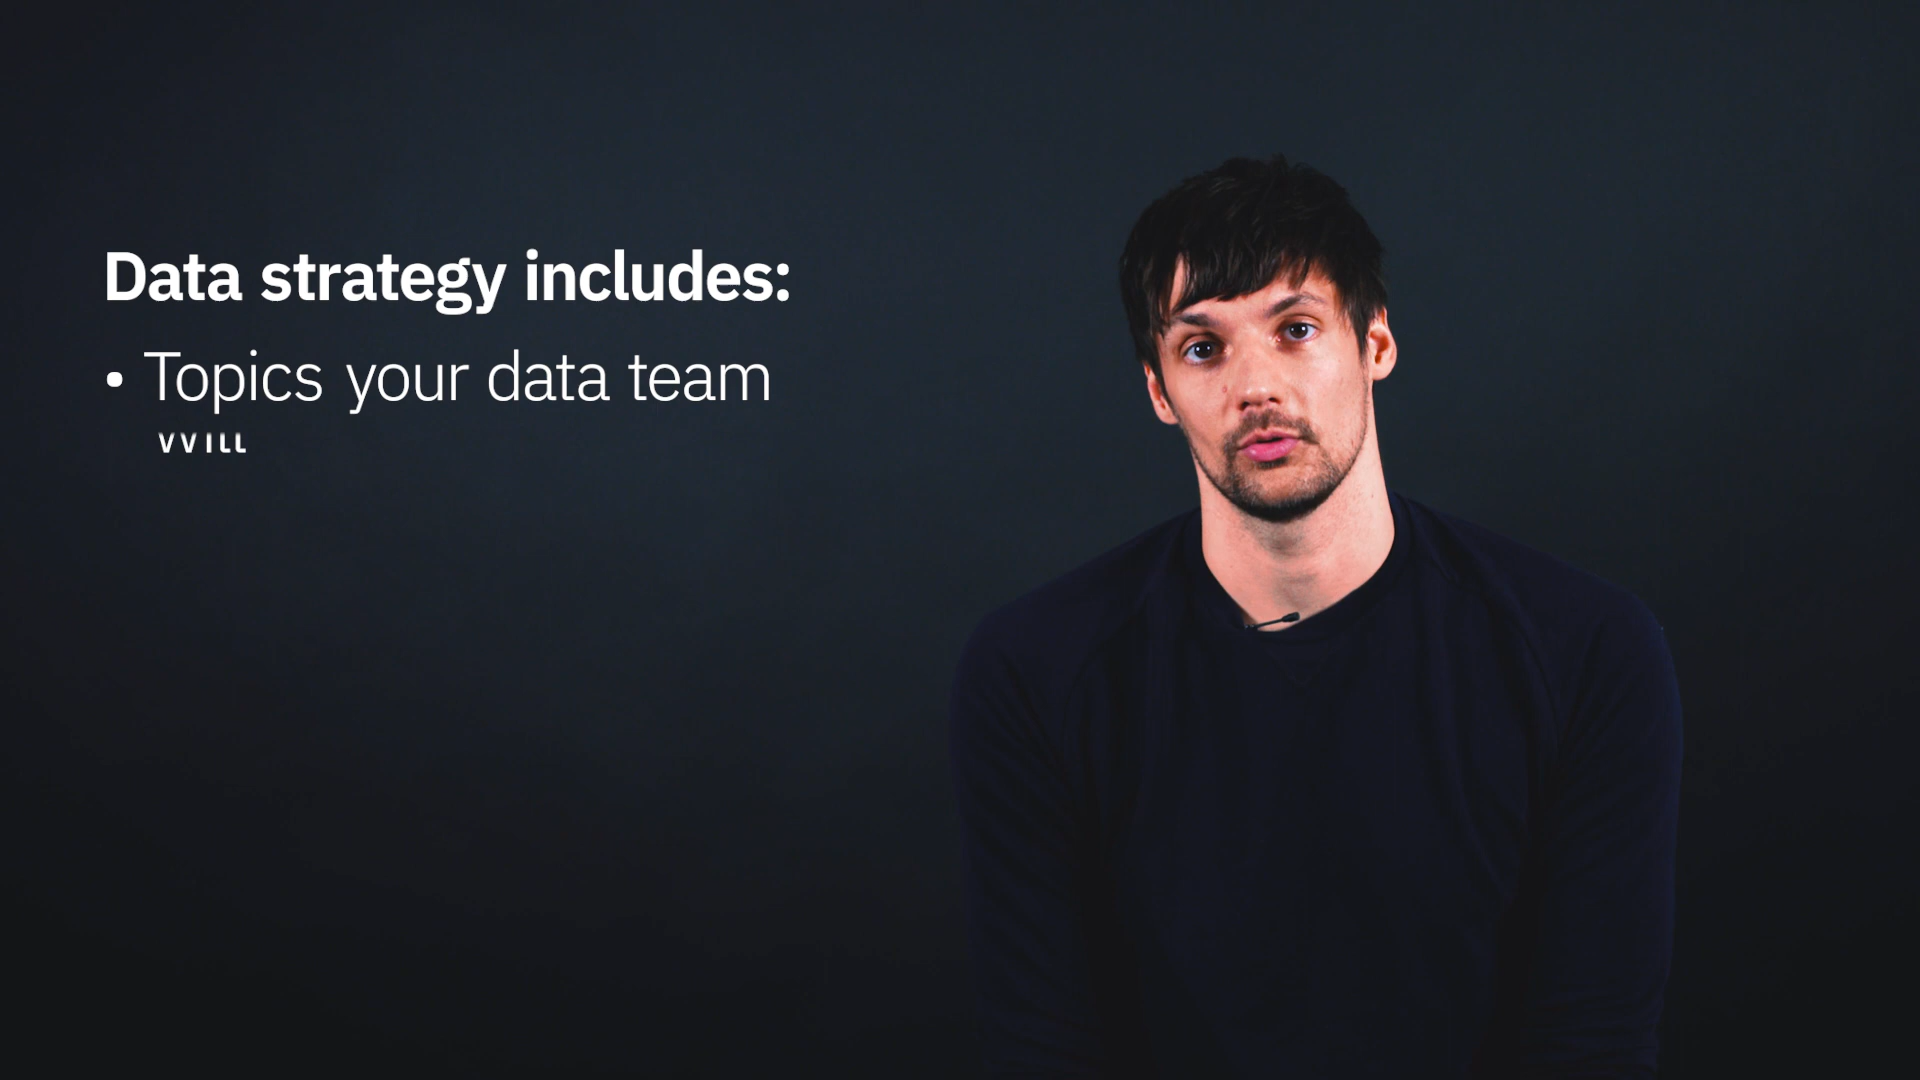 Data strategy includes:
• Topics your data team